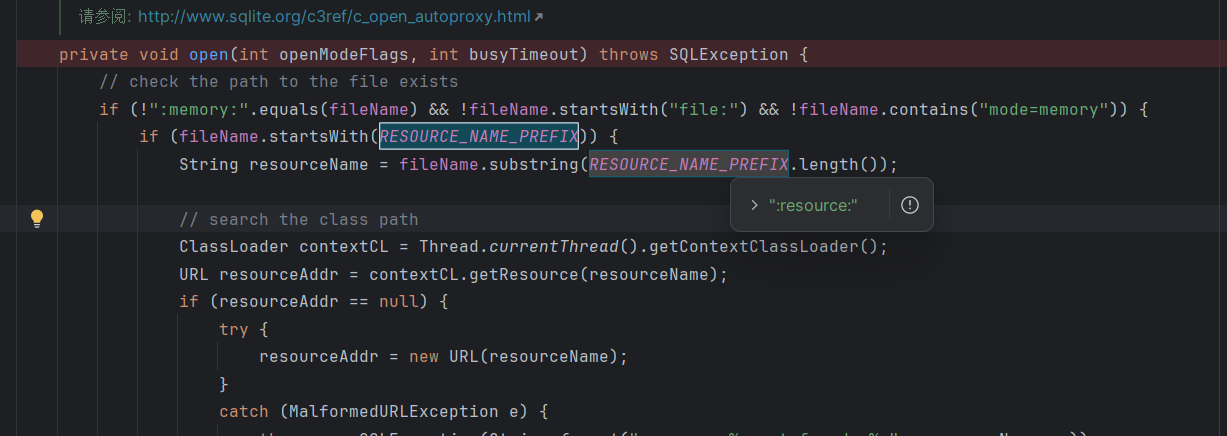 请参阅: http://www.sqlite.org/c3ref/c_open_autoproxy.html↗
private void open(int openModeFlags, int busyTimeout) throws SQLException {
// check the path to the file exists
if (!":memory:".equals(fileName) && !fileName.startsWith("file:") && !fileName.contains("mode=memory")) {
if (fileName.startsWith(RESOURCE_NAME_PREFIX)) {
String resourceName = fileName.substring(RESOURCE_NAME_PREFIX.length());
":resource:"
// search the class path
ClassLoader contextCL = Thread.currentThread().getContextClassLoader();
URL resourceAddr = contextCL.getResource(resourceName);
if (resourceAddr == null) {
try {
resourceAddr = new URL(resourceName);
}
catch (MalformedURLException e) {